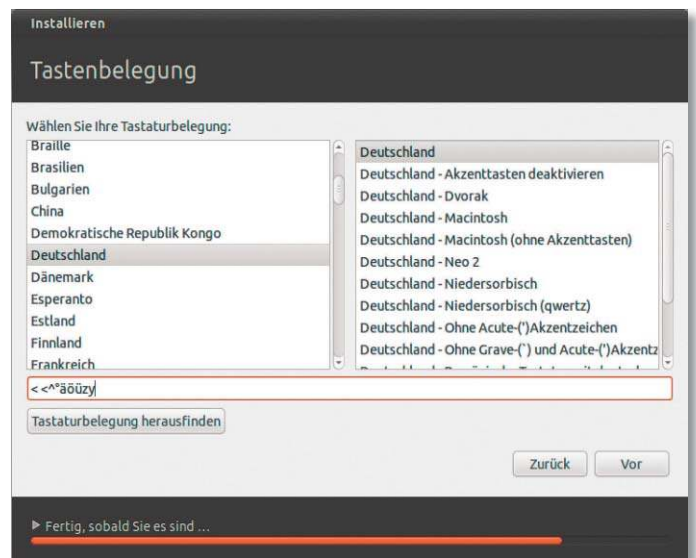 Installieren
Tastenbelegung
Wählen Sie Ihre Tastaturbelegung:
Braille
Brasilien
Bulgarien
China
Demokratische Republik Kongo
Deutschland
Dänemark
Esperanto
Estland
Finnland
Frankreich
Deutschland
Deutschland - Akzenttasten deaktivieren
Deutschland - Dvorak
Deutschland - Macintosh
Deutschland - Macintosh (ohne Akzenttasten)
Deutschland - Neo 2
Deutschland - Niedersorbisch
Deutschland - Niedersorbisch (qwertz)
Deutschland - Ohne Acute-(')Akzentzeichen
Deutschland - Ohne Grave-(`) und Acute-(')Akzentz
< <^°äöüzy
Tastaturbelegung herausfinden
Zurück
Vor
Fertig, sobald Sie es sind ...